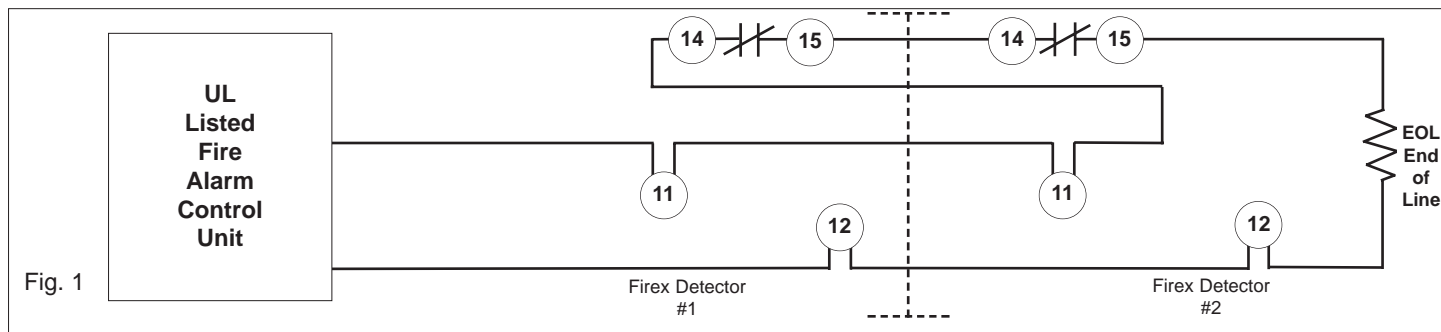 14
15
14
15
UL
Listed
Fire
Alarm
Control
Unit
EOL
End
of
Line
11
11
12
12
Fig. 1
Firex Detector
#1
Firex Detector
#2